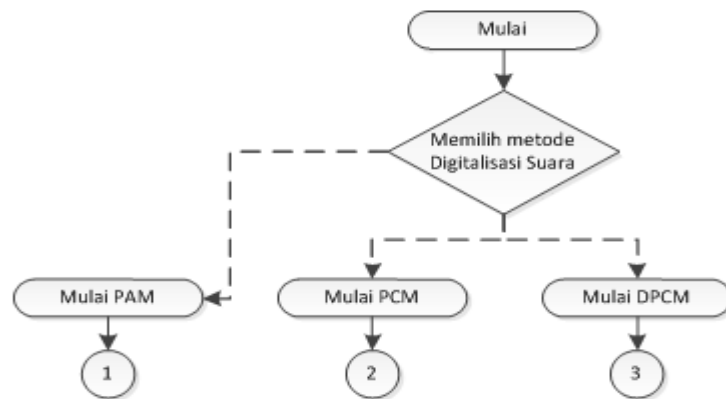 Mulai
Memilih metode
Digitalisasi Suara
Mulai PAM
Mulai PCM
Mulai DPCM
1
2
3